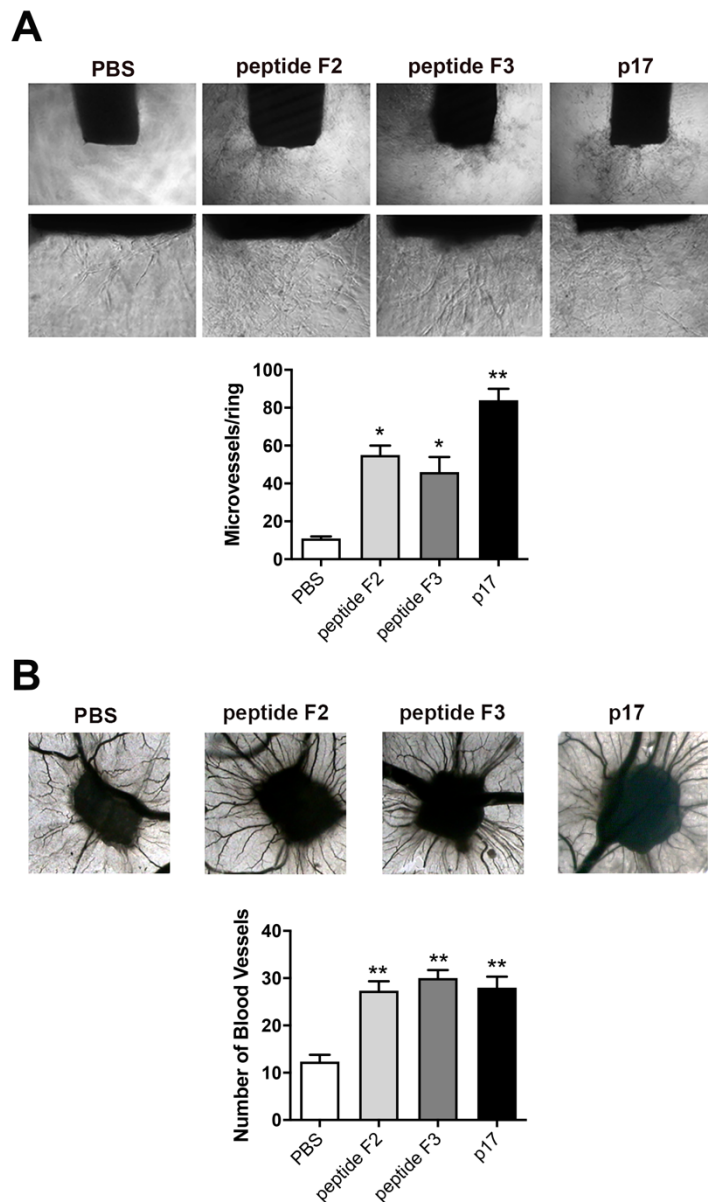 A
PBS peptide F2 peptide F3 p17
Microvessels/ring
100
80
60
40
20
0
* * **
PBS peptide F2 peptide F3 p17
B
PBS peptide F2 peptide F3 p17
Number of Blood Vessels
40
30
20
10
0
** ** **
PBS peptide F2 peptide F3 p17